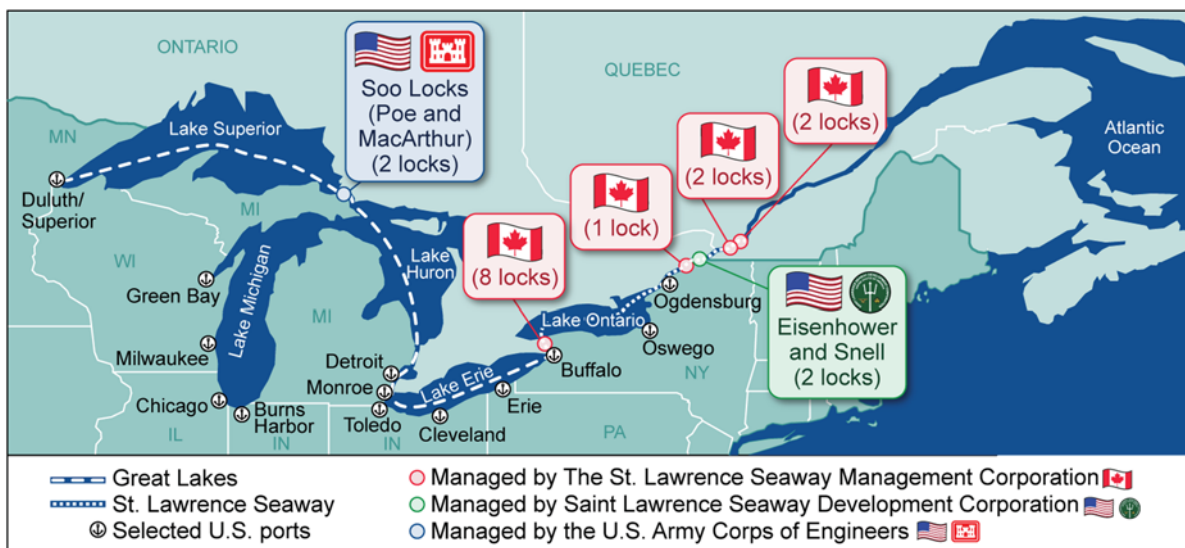 ONTARIO
QUEBEC
MN
Lake Superior
Soo Locks
(Poe and
MacArthur)
(2 locks)
(2 locks)
(2 locks)
Atlantic
Ocean
Duluth/
Superior
MI
(1 lock)
WI
Green Bay
Lake Michigan
Lake
Huron
(8 locks)
MI
Ogdensburg
Lake Ontario
Oswego
Eisenhower
and Snell
(2 locks)
Milwaukee
Detroit
Monroe
Lake Erie
Buffalo
NY
Chicago
Burns
Harbor
Toledo
Cleveland
Erie
IL
IN
IN
PA
Great Lakes
St. Lawrence Seaway
Selected U.S. ports
Managed by The St. Lawrence Seaway Management Corporation
Managed by Saint Lawrence Seaway Development Corporation
Managed by the U.S. Army Corps of Engineers